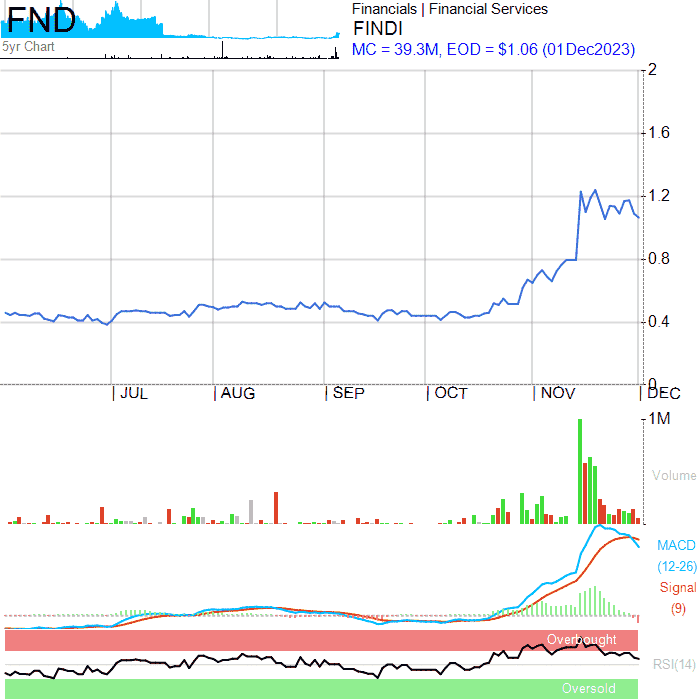 FND
5yr Chart
Financials | Financial Services
FINDI
MC = 39.3M, EOD = $1.06 (01Dec2023)
2
1.6
1.2
0.8
0.4
0
JUL AUG SEP OCT NOV DEC
1M
Volume
MACD
(12-26)
Signal
(9)
Overbought
RSI(14)
Oversold